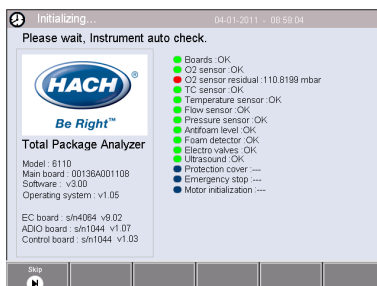 Initializing... 04-01-2011 - 08:59:04
Please wait, Instrument auto check.
HACH
Be Right™
Total Package Analyzer
Model : 6110
Main board : 00136A001108
Software : v3.00
Operating system : v1.05
EC board : s/n4064 v9.02
ADIO board : s/n1044 v1.07
Control board : s/n1044 v1.03
Boards :OK
O2 sensor :OK
O2 sensor residual :110.8199 mbar
TC sensor :OK
Temperature sensor :OK
Flow sensor :OK
Pressure sensor :OK
Antifoam level :OK
Foam detector :OK
Electro valves :OK
Ultrasound :OK
Protection cover :---
Emergency stop :---
Motor initialization :---
Skip